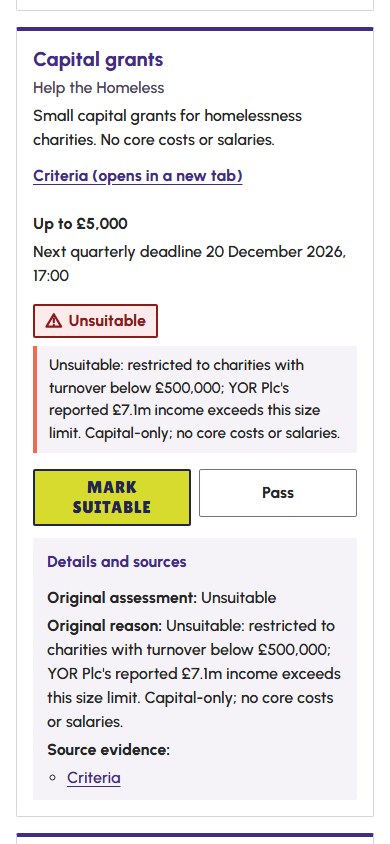 Capital grants
Help the Homeless
Small capital grants for homelessness
charities. No core costs or salaries.
Criteria (opens in a new tab)
Up to £5,000
Next quarterly deadline 20 December 2026,
17:00
Unsuitable
Unsuitable: restricted to charities with
turnover below £500,000; YOR Plc's
reported £7.1m income exceeds this size
limit. Capital-only; no core costs or salaries.
MARK
SUITABLE
Pass
Details and sources
Original assessment: Unsuitable
Original reason: Unsuitable: restricted to
charities with turnover below £500,000;
YOR Plc's reported £7.1m income exceeds
this size limit. Capital-only; no core costs
or salaries.
Source evidence:
Criteria